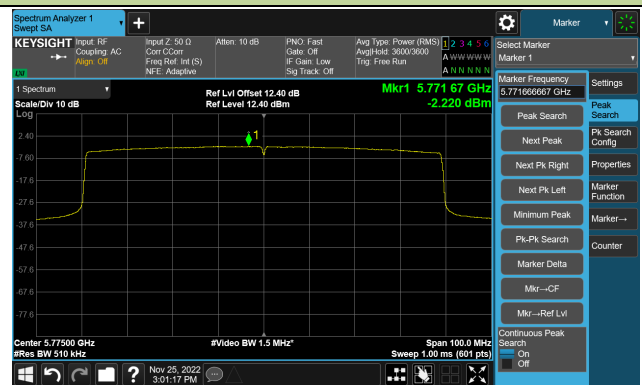 Spectrum Analyzer 1
Swept SA
Marker
KEYSIGHT
Input: RF
Coupling: AC
Align: Off
Input Z: 50 Ω
Corr CCorr
Freq Ref: Int (S)
NFE: Adaptive
Atten: 10 dB
PNO: Fast
Gate: Off
IF Gain: Low
Sig Track: Off
Avg Type: Power (RMS)
Avg|Hold: 3600/3600
Trig: Free Run
1 2 3 4 5 6
A W W W W W
A N N N N N
LXI
Select Marker
Marker 1
1 Spectrum
Scale/Div 10 dB
Log
Ref Lvl Offset 12.40 dB
Ref Level 12.40 dBm
Mkr1 5.771 67 GHz
-2.220 dBm
1
2.40
-7.60
-17.6
-27.6
-37.6
-47.6
-57.6
-67.6
-77.6
Center 5.77500 GHz
#Res BW 510 kHz
#Video BW 1.5 MHz*
Span 100.0 MHz
Sweep 1.00 ms (601 pts)
Marker Frequency
5.771666667 GHz
Peak Search
Next Peak
Next Pk Right
Next Pk Left
Minimum Peak
Pk-Pk Search
Marker Delta
Mkr→CF
Mkr→Ref Lvl
Continuous Peak
Search
On
Off
Settings
Peak
Search
Pk Search
Config
Properties
Marker
Function
Marker→
Counter
?
Nov 25, 2022
3:01:17 PM